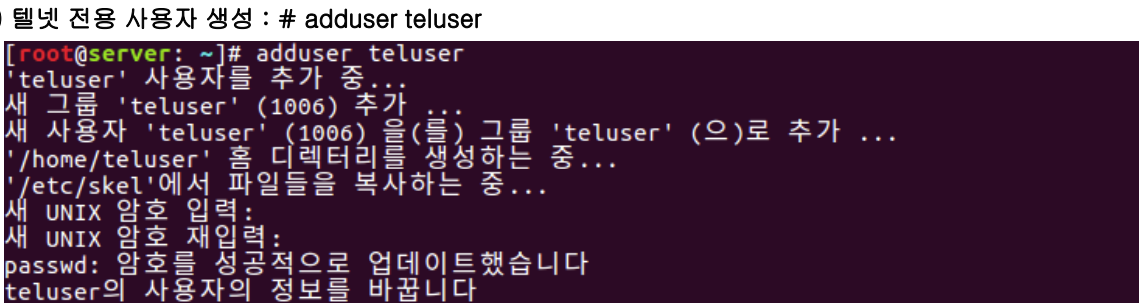 ) 텔넷 전용 사용자 생성 : # adduser teluser
[root@server: ~]# adduser teluser
'teluser' 사용자를 추가 중...
새 그룹 'teluser' (1006) 추가 ...
새 사용자 'teluser' (1006) 을(를) 그룹 'teluser' (으)로 추가 ...
'/home/teluser' 홈 디렉터리를 생성하는 중...
'/etc/skel'에서 파일들을 복사하는 중...
새 UNIX 암호 입력:
새 UNIX 암호 재입력:
passwd: 암호를 성공적으로 업데이트했습니다
teluser의 사용자의 정보를 바꿉니다